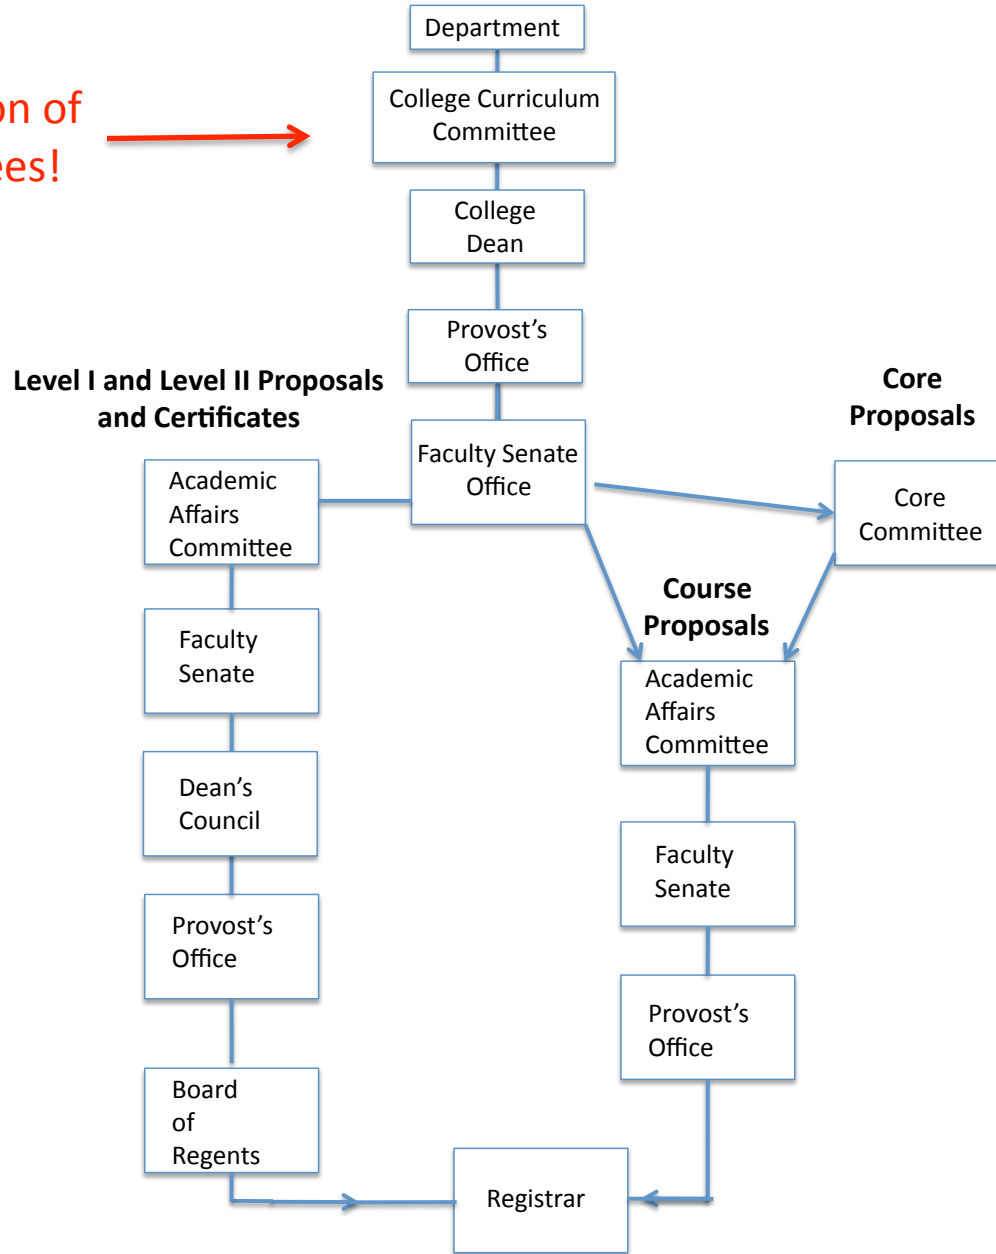 Department
on of
ees!
College Curriculum
Committee
College
Dean
Provost’s
Office
Level I and Level II Proposals
and Certificates
Core
Proposals
Faculty Senate
Office
Academic
Affairs
Committee
Core
Committee
Course
Proposals
Faculty
Senate
Academic
Affairs
Committee
Dean’s
Council
Faculty
Senate
Provost’s
Office
Provost’s
Office
Board
of
Regents
Registrar